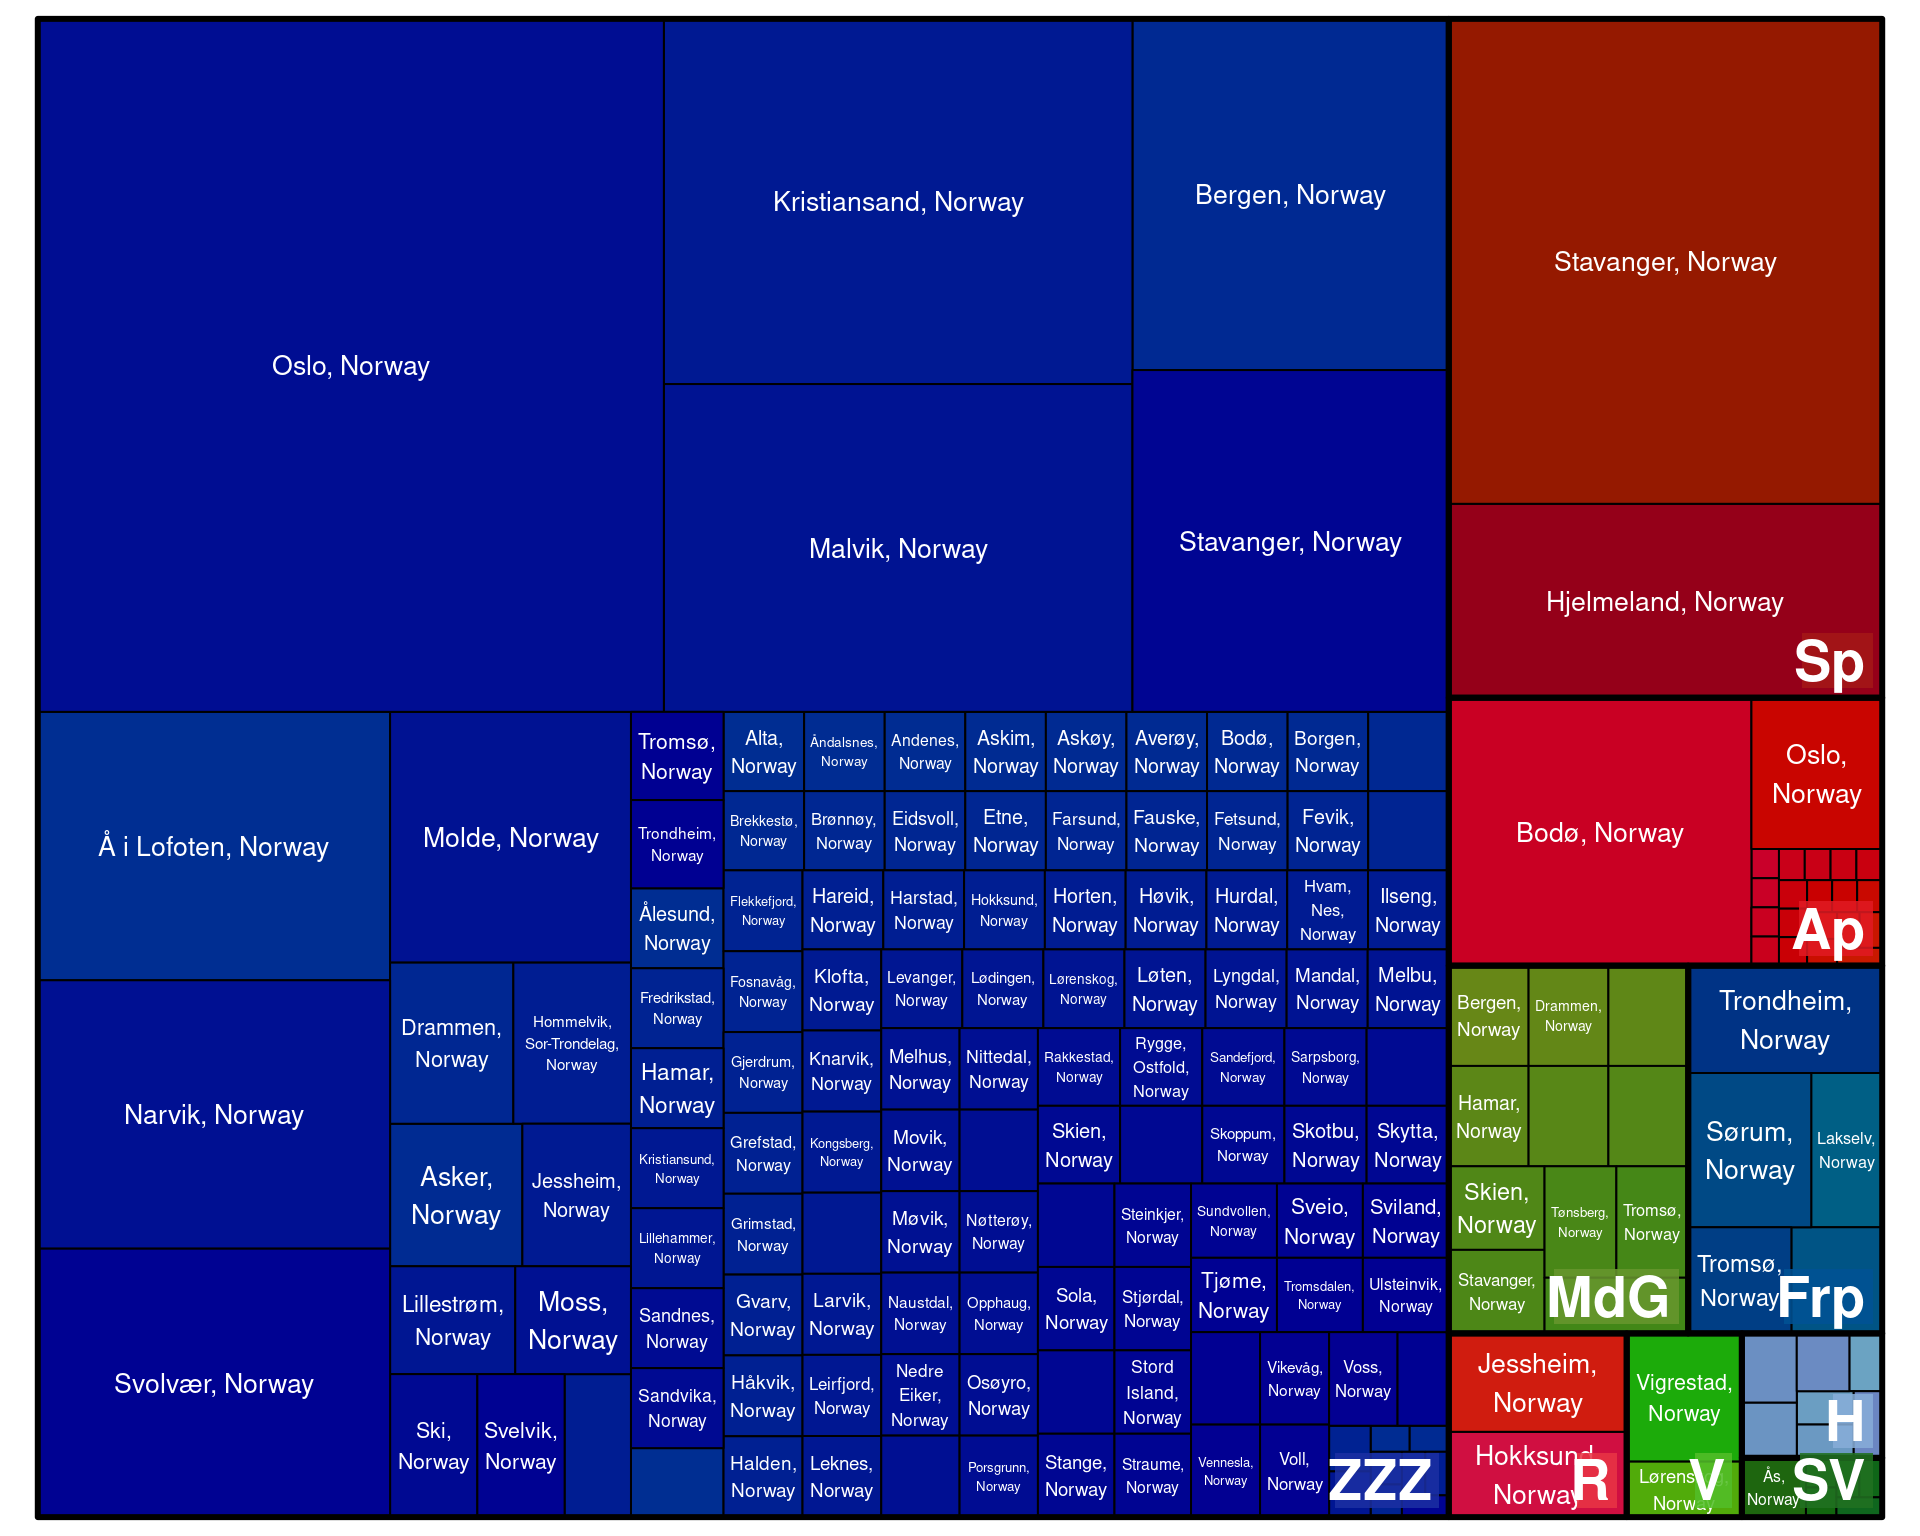 Oslo, Norway
Kristiansand, Norway
Bergen, Norway
Malvik, Norway
Stavanger, Norway
Å i Lofoten, Norway
Narvik, Norway
Svolvær, Norway
Molde, Norway
Drammen,
Norway
Hommelvik,
Sor-Trondelag,
Norway
Asker,
Norway
Jessheim,
Norway
Lillestrøm,
Norway
Moss,
Norway
Ski,
Norway
Svelvik,
Norway
Tromsø,
Norway
Trondheim,
Norway
Ålesund,
Norway
Fredrikstad,
Norway
Hamar,
Norway
Kristiansund,
Norway
Lillehammer,
Norway
Sandnes,
Norway
Sandvika,
Norway
Alta,
Norway
Åndalsnes,
Norway
Andenes,
Norway
Askim,
Norway
Askøy,
Norway
Averøy,
Norway
Bodø,
Norway
Borgen,
Norway
Brekkestø,
Norway
Brønnøy,
Norway
Eidsvoll,
Norway
Etne,
Norway
Farsund,
Norway
Fauske,
Norway
Fetsund,
Norway
Fevik,
Norway
Flekkefjord,
Norway
Hareid,
Norway
Harstad,
Norway
Hokksund,
Norway
Horten,
Norway
Høvik,
Norway
Hurdal,
Norway
Hvam,
Nes,
Norway
Ilseng,
Norway
Fosnavåg,
Norway
Klofta,
Norway
Levanger,
Norway
Lødingen,
Norway
Lørenskog,
Norway
Løten,
Norway
Lyngdal,
Norway
Mandal,
Norway
Melbu,
Norway
Gjerdrum,
Norway
Knarvik,
Norway
Melhus,
Norway
Nittedal,
Norway
Rakkestad,
Norway
Rygge,
Ostfold,
Norway
Sandefjord,
Norway
Sarpsborg,
Norway
Grefstad,
Norway
Kongsberg,
Norway
Movik,
Norway
Skien,
Norway
Skoppum,
Norway
Skotbu,
Norway
Skytta,
Norway
Grimstad,
Norway
Møvik,
Norway
Nøtterøy,
Norway
Steinkjer,
Norway
Sundvollen,
Norway
Sveio,
Norway
Sviland,
Norway
Gvarv,
Norway
Larvik,
Norway
Naustdal,
Norway
Opphaug,
Norway
Sola,
Norway
Stjørdal,
Norway
Tjøme,
Norway
Tromsdalen,
Norway
Ulsteinvik,
Norway
Håkvik,
Norway
Leirfjord,
Norway
Nedre
Eiker,
Norway
Osøyro,
Norway
Stord
Island,
Norway
Vikevåg,
Norway
Voss,
Norway
Halden,
Norway
Leknes,
Norway
Porsgrunn,
Norway
Stange,
Norway
Straume,
Norway
Vennesla,
Norway
Voll,
Norway
ZZZ
Stavanger, Norway
Hjelmeland, Norway
Sp
Bodø, Norway
Oslo,
Norway
Ap
Bergen,
Norway
Drammen,
Norway
Hamar,
Norway
Skien,
Norway
Tønsberg,
Norway
Tromsø,
Norway
Stavanger,
Norway
MdG
Trondheim,
Norway
Sørum,
Norway
Lakselv,
Norway
Tromsø,
Norway
Frp
Jessheim,
Norway
Hokksund,
Norway
R
Vigrestad,
Norway
Norway
V
H
Ås,
Norway
SV